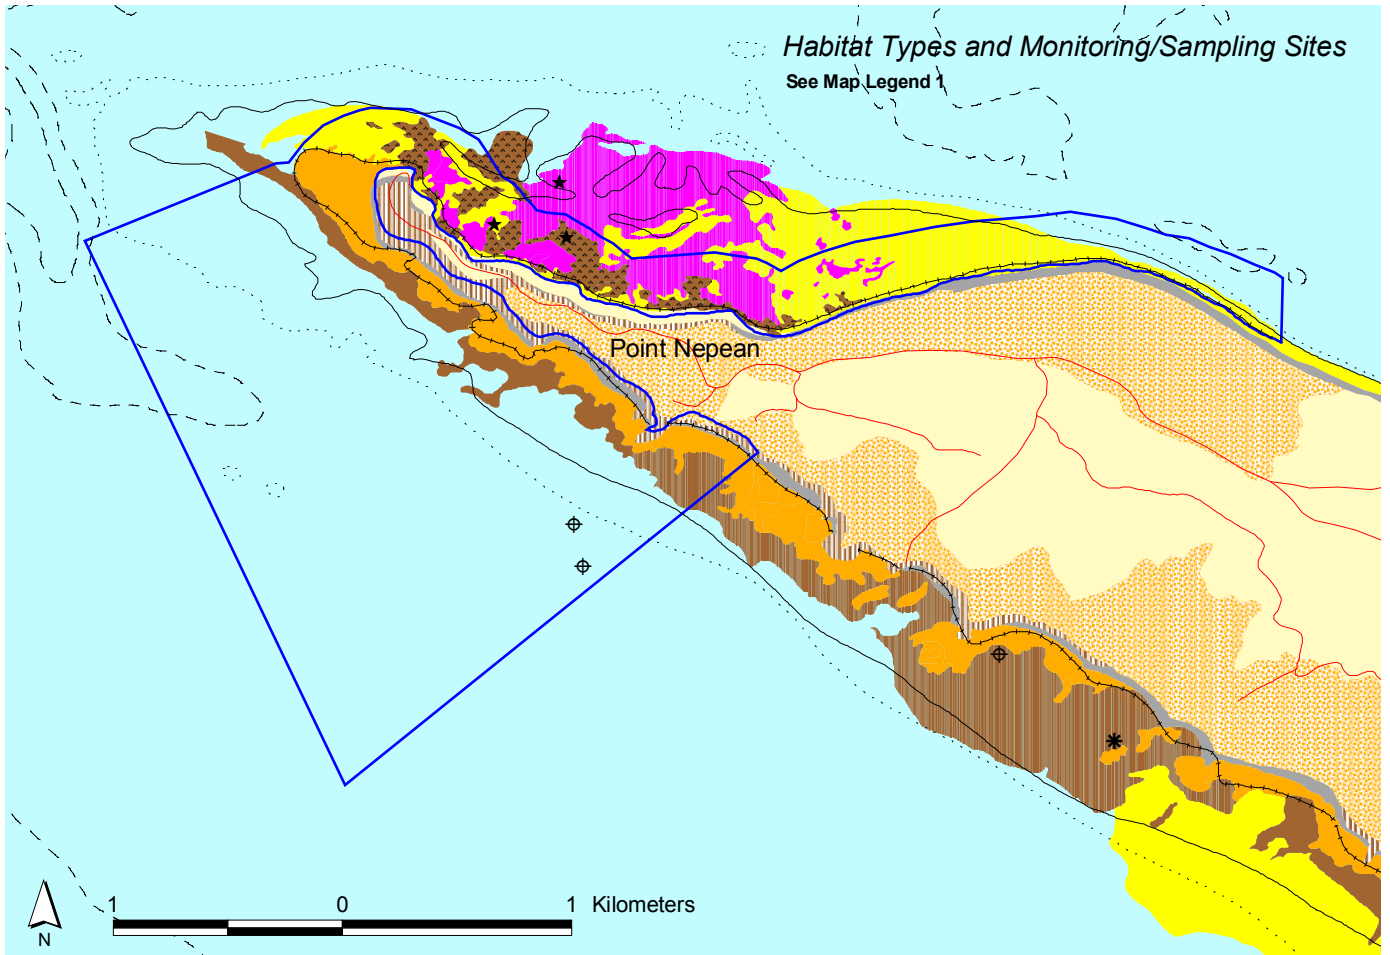 Habitat Types and Monitoring/Sampling Sites
See Map Legend 1
Point Nepean
1 0 1 Kilometers
N